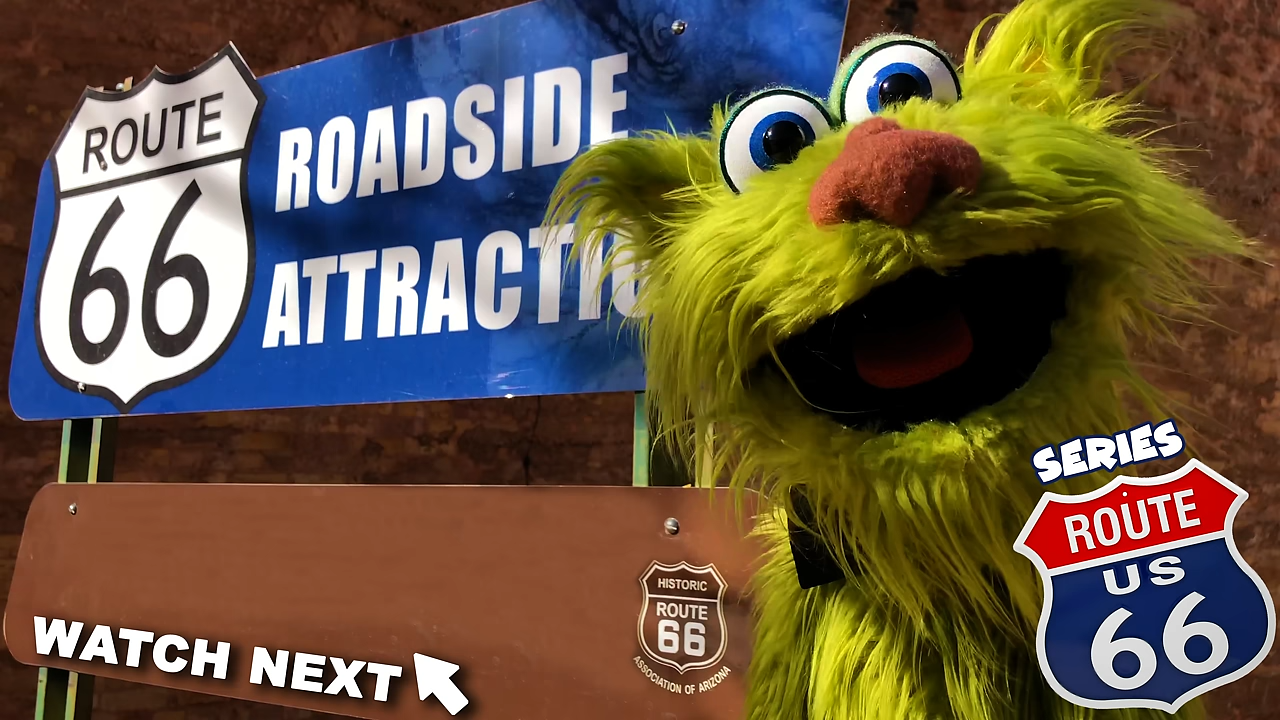 ROUTE
66
ROADSIDE
ATTRACTIO
HISTORIC
ROUTE
66
ASSOCIATION OF ARIZONA
WATCH NEXT
SERIES
ROUTE
US
66